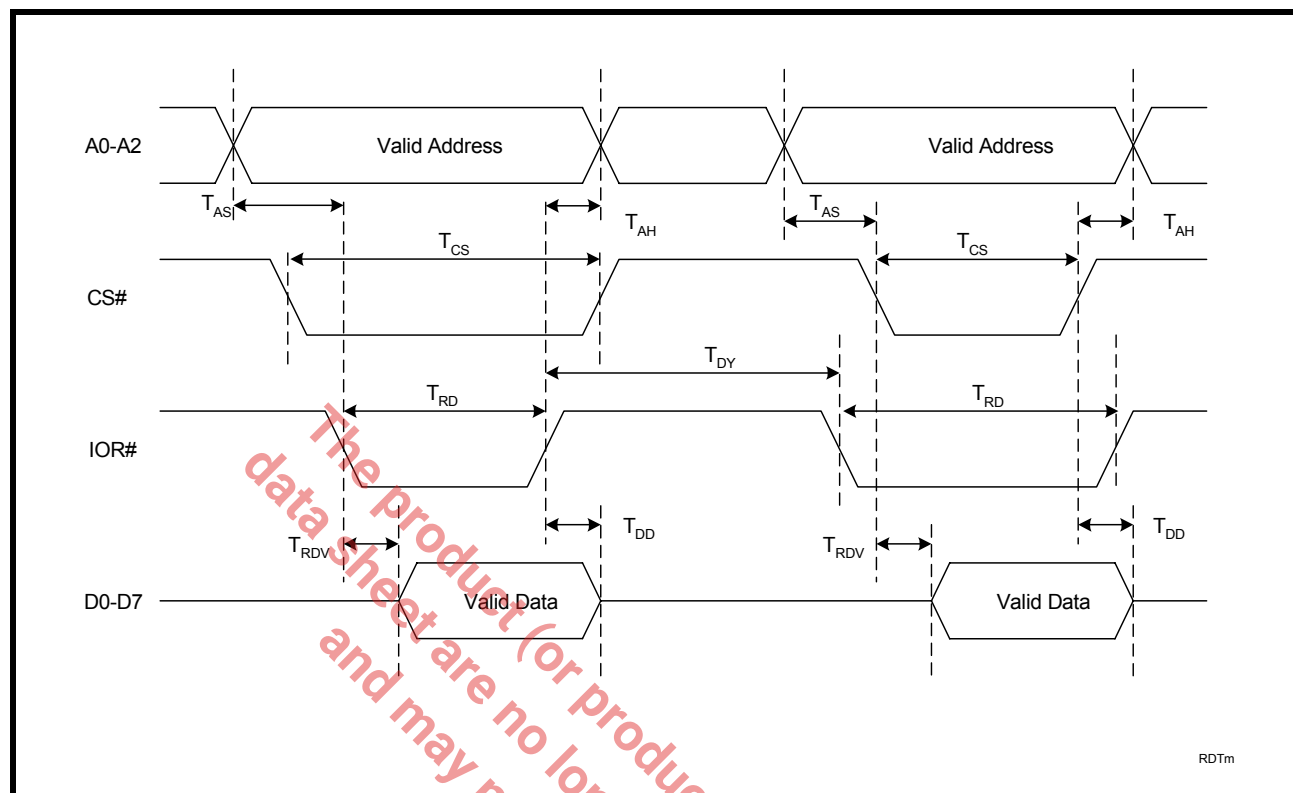 A0-A2
Valid Address
Valid Address
TAS
TAH
TAS
TAH
TCS
TCS
CS#
TDY
TRD
TRD
IOR#
TRDV
TDD
TRDV
TDD
D0-D7
Valid Data
Valid Data
The product (or produc
data sheet are no lon
and may
RDTm